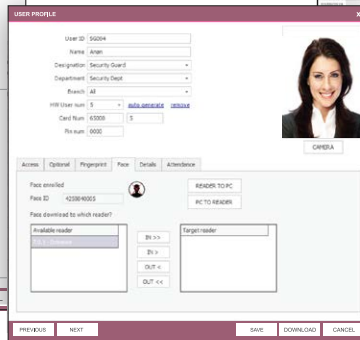 USER PROFILE x
User ID SG004
Name Anan
Designation Security Guard
Department Security Dept
Branch All
HW User num 5 auto generate remove
Card Num 63000 5
Pin num 0000
CAMERA
Access Optional Fingerprint Face Details Attendance
Face enrolled
READER TO PC
Face ID 4258849005
PC TO READER
Face download to which reader?
Available reader
Target reader
IN >>
IN >
OUT <
OUT <<
PREVIOUS NEXT SAVE DOWNLOAD CANCEL